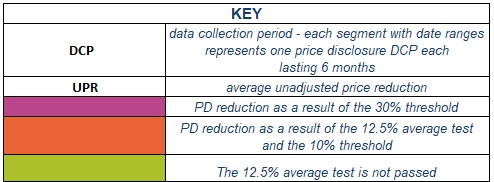 KEY
DCP
data collection period - each segment with date ranges
represents one price disclosure DCP each
lasting 6 months
UPR
average unadjusted price reduction
PD reduction as a result of the 30% threshold
PD reduction as a result of the 12.5% average test
and the 10% threshold
The 12.5% average test is not passed